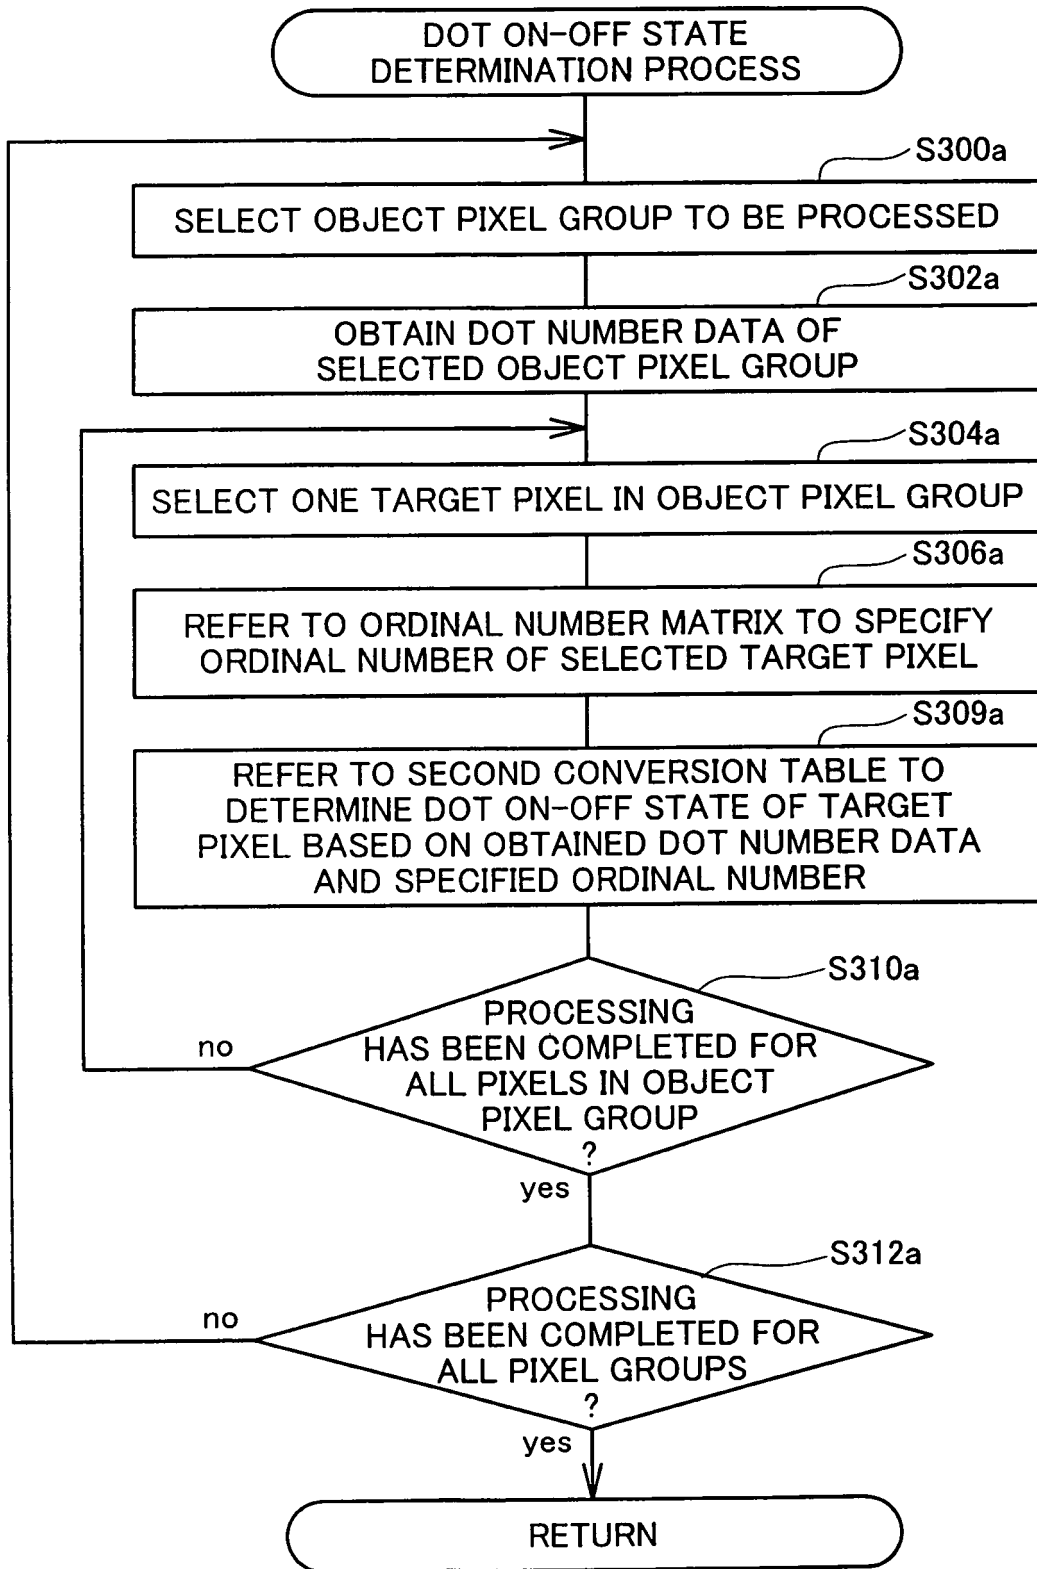 DOT ON-OFF STATE
DETERMINATION PROCESS
S300a
SELECT OBJECT PIXEL GROUP TO BE PROCESSED
S302a
OBTAIN DOT NUMBER DATA OF
SELECTED OBJECT PIXEL GROUP
S304a
SELECT ONE TARGET PIXEL IN OBJECT PIXEL GROUP
S306a
REFER TO ORDINAL NUMBER MATRIX TO SPECIFY
ORDINAL NUMBER OF SELECTED TARGET PIXEL
S309a
REFER TO SECOND CONVERSION TABLE TO
DETERMINE DOT ON-OFF STATE OF TARGET
PIXEL BASED ON OBTAINED DOT NUMBER DATA
AND SPECIFIED ORDINAL NUMBER
S310a
PROCESSING
HAS BEEN COMPLETED FOR
ALL PIXELS IN OBJECT
PIXEL GROUP
?
no
yes
S312a
PROCESSING
HAS BEEN COMPLETED FOR
ALL PIXEL GROUPS
?
no
yes
RETURN